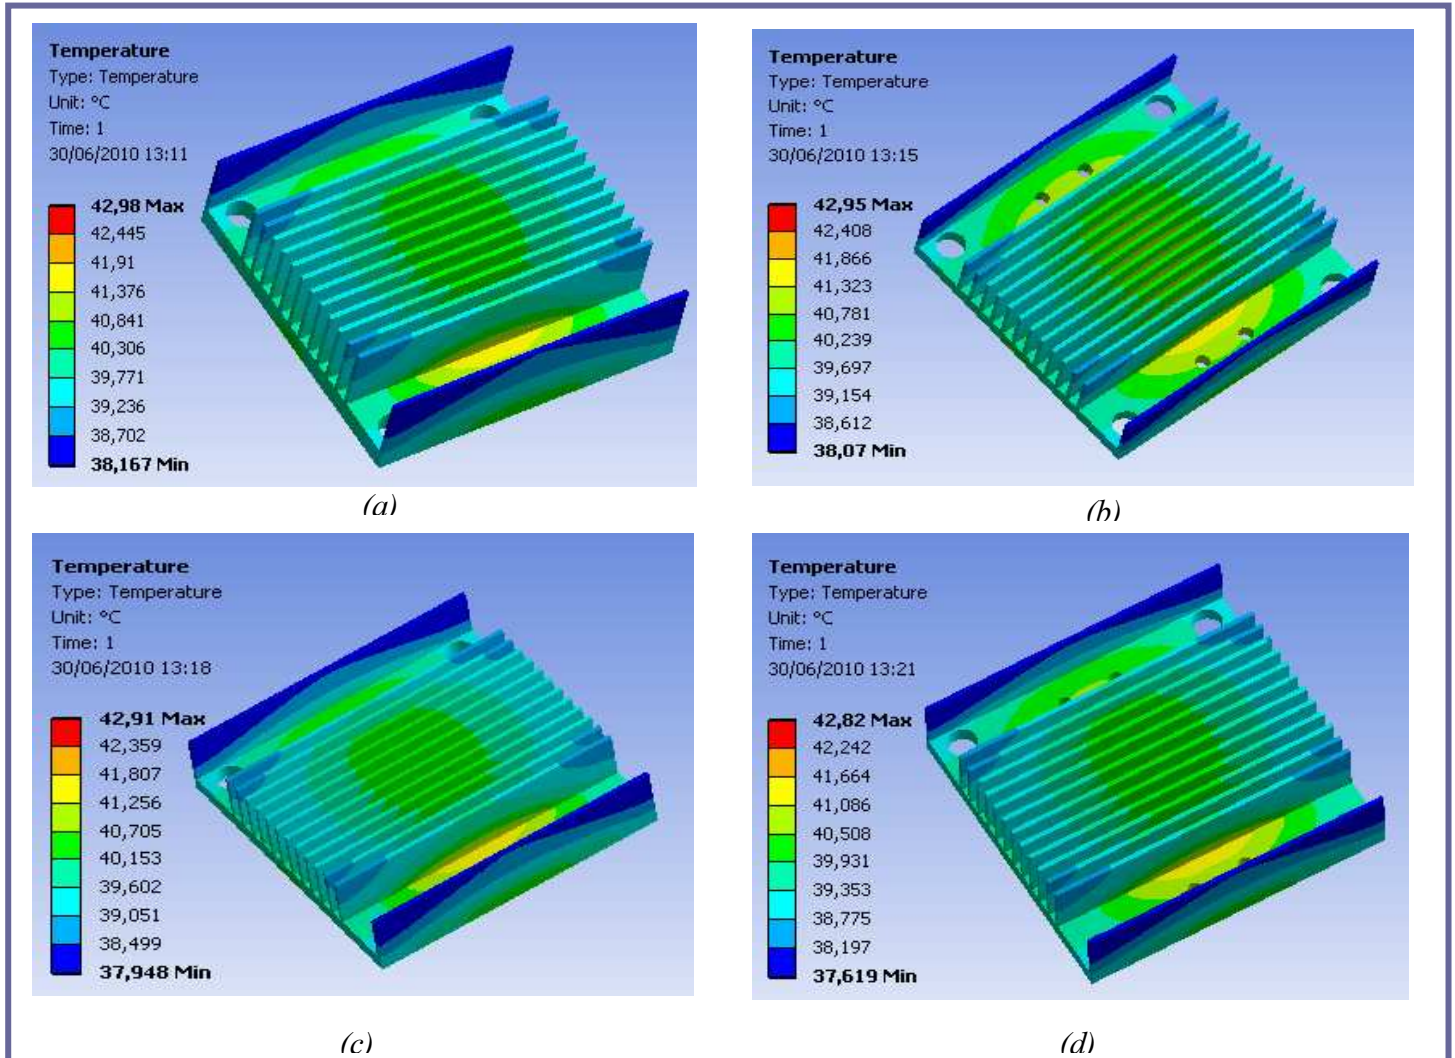 Temperature
Type: Temperature
Unit: °C
Time: 1
30/06/2010 13:11
42,98 Max
42,445
41,91
41,376
40,841
40,306
39,771
39,236
38,702
38,167 Min
(a)
Temperature
Type: Temperature
Unit: °C
Time: 1
30/06/2010 13:15
42,95 Max
42,408
41,866
41,323
40,781
40,239
39,697
39,154
38,612
38,07 Min
(b)
Temperature
Type: Temperature
Unit: °C
Time: 1
30/06/2010 13:18
42,91 Max
42,359
41,807
41,256
40,705
40,153
39,602
39,051
38,499
37,948 Min
(c)
Temperature
Type: Temperature
Unit: °C
Time: 1
30/06/2010 13:21
42,82 Max
42,242
41,664
41,086
40,508
39,931
39,353
38,775
38,197
37,619 Min
(d)